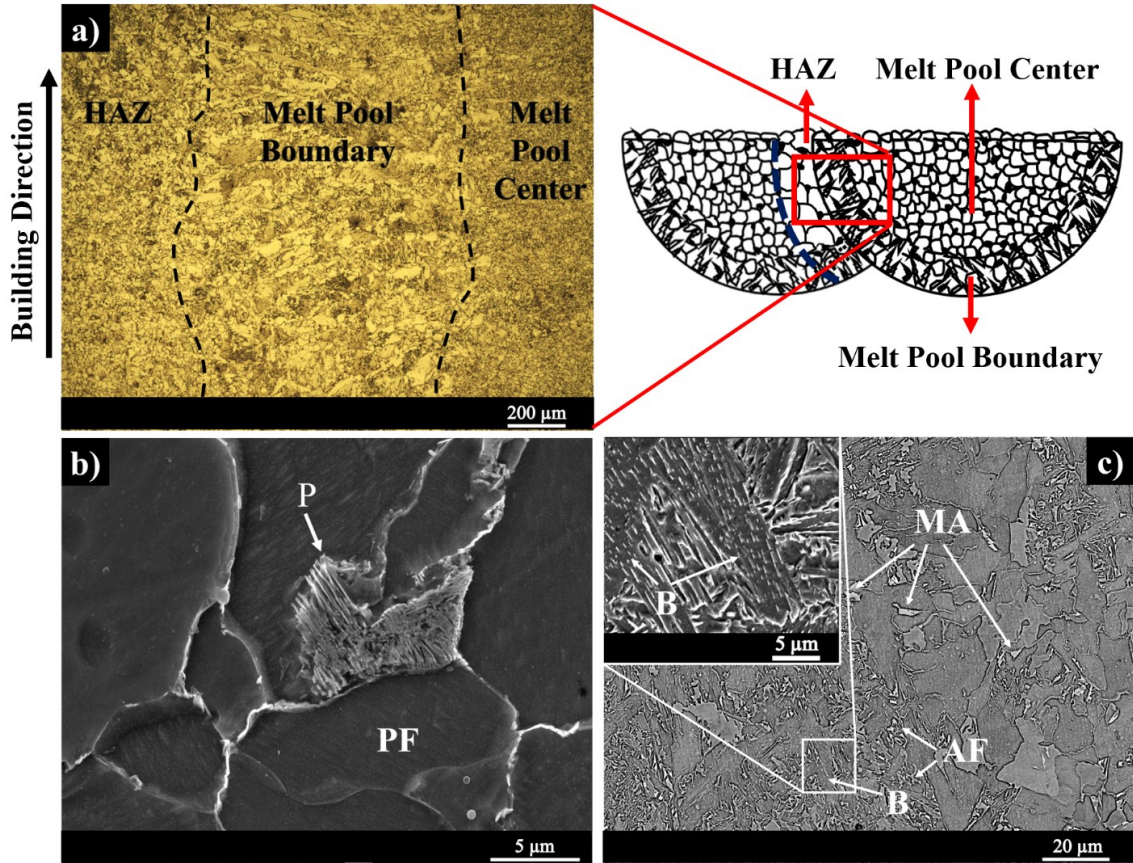 a)
Building Direction
HAZ
Melt Pool
Boundary
Melt
Pool
Center
200 µm
HAZ
Melt Pool Center
Melt Pool Boundary
b)
P
PF
5 µm
c)
B
5 µm
MA
AF
B
20 µm